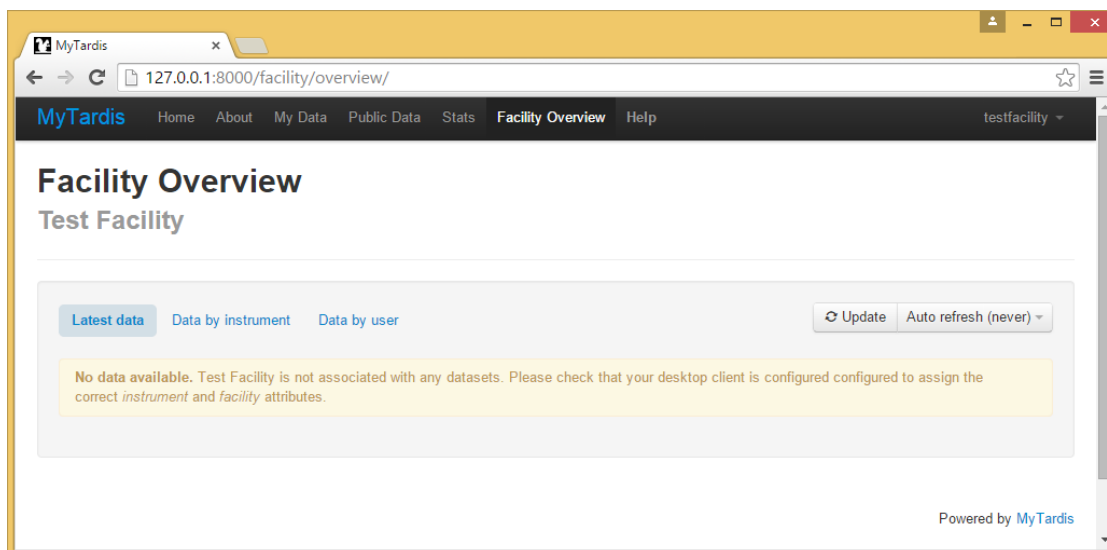 MyTardis
127.0.0.1:8000/facility/overview/
MyTardis Home About My Data Public Data Stats Facility Overview Help testfacility
Facility Overview
Test Facility
Latest data Data by instrument Data by user Update Auto refresh (never)
No data available. Test Facility is not associated with any datasets. Please check that your desktop client is configured configured to assign the
correct instrument and facility attributes.
Powered by MyTardis